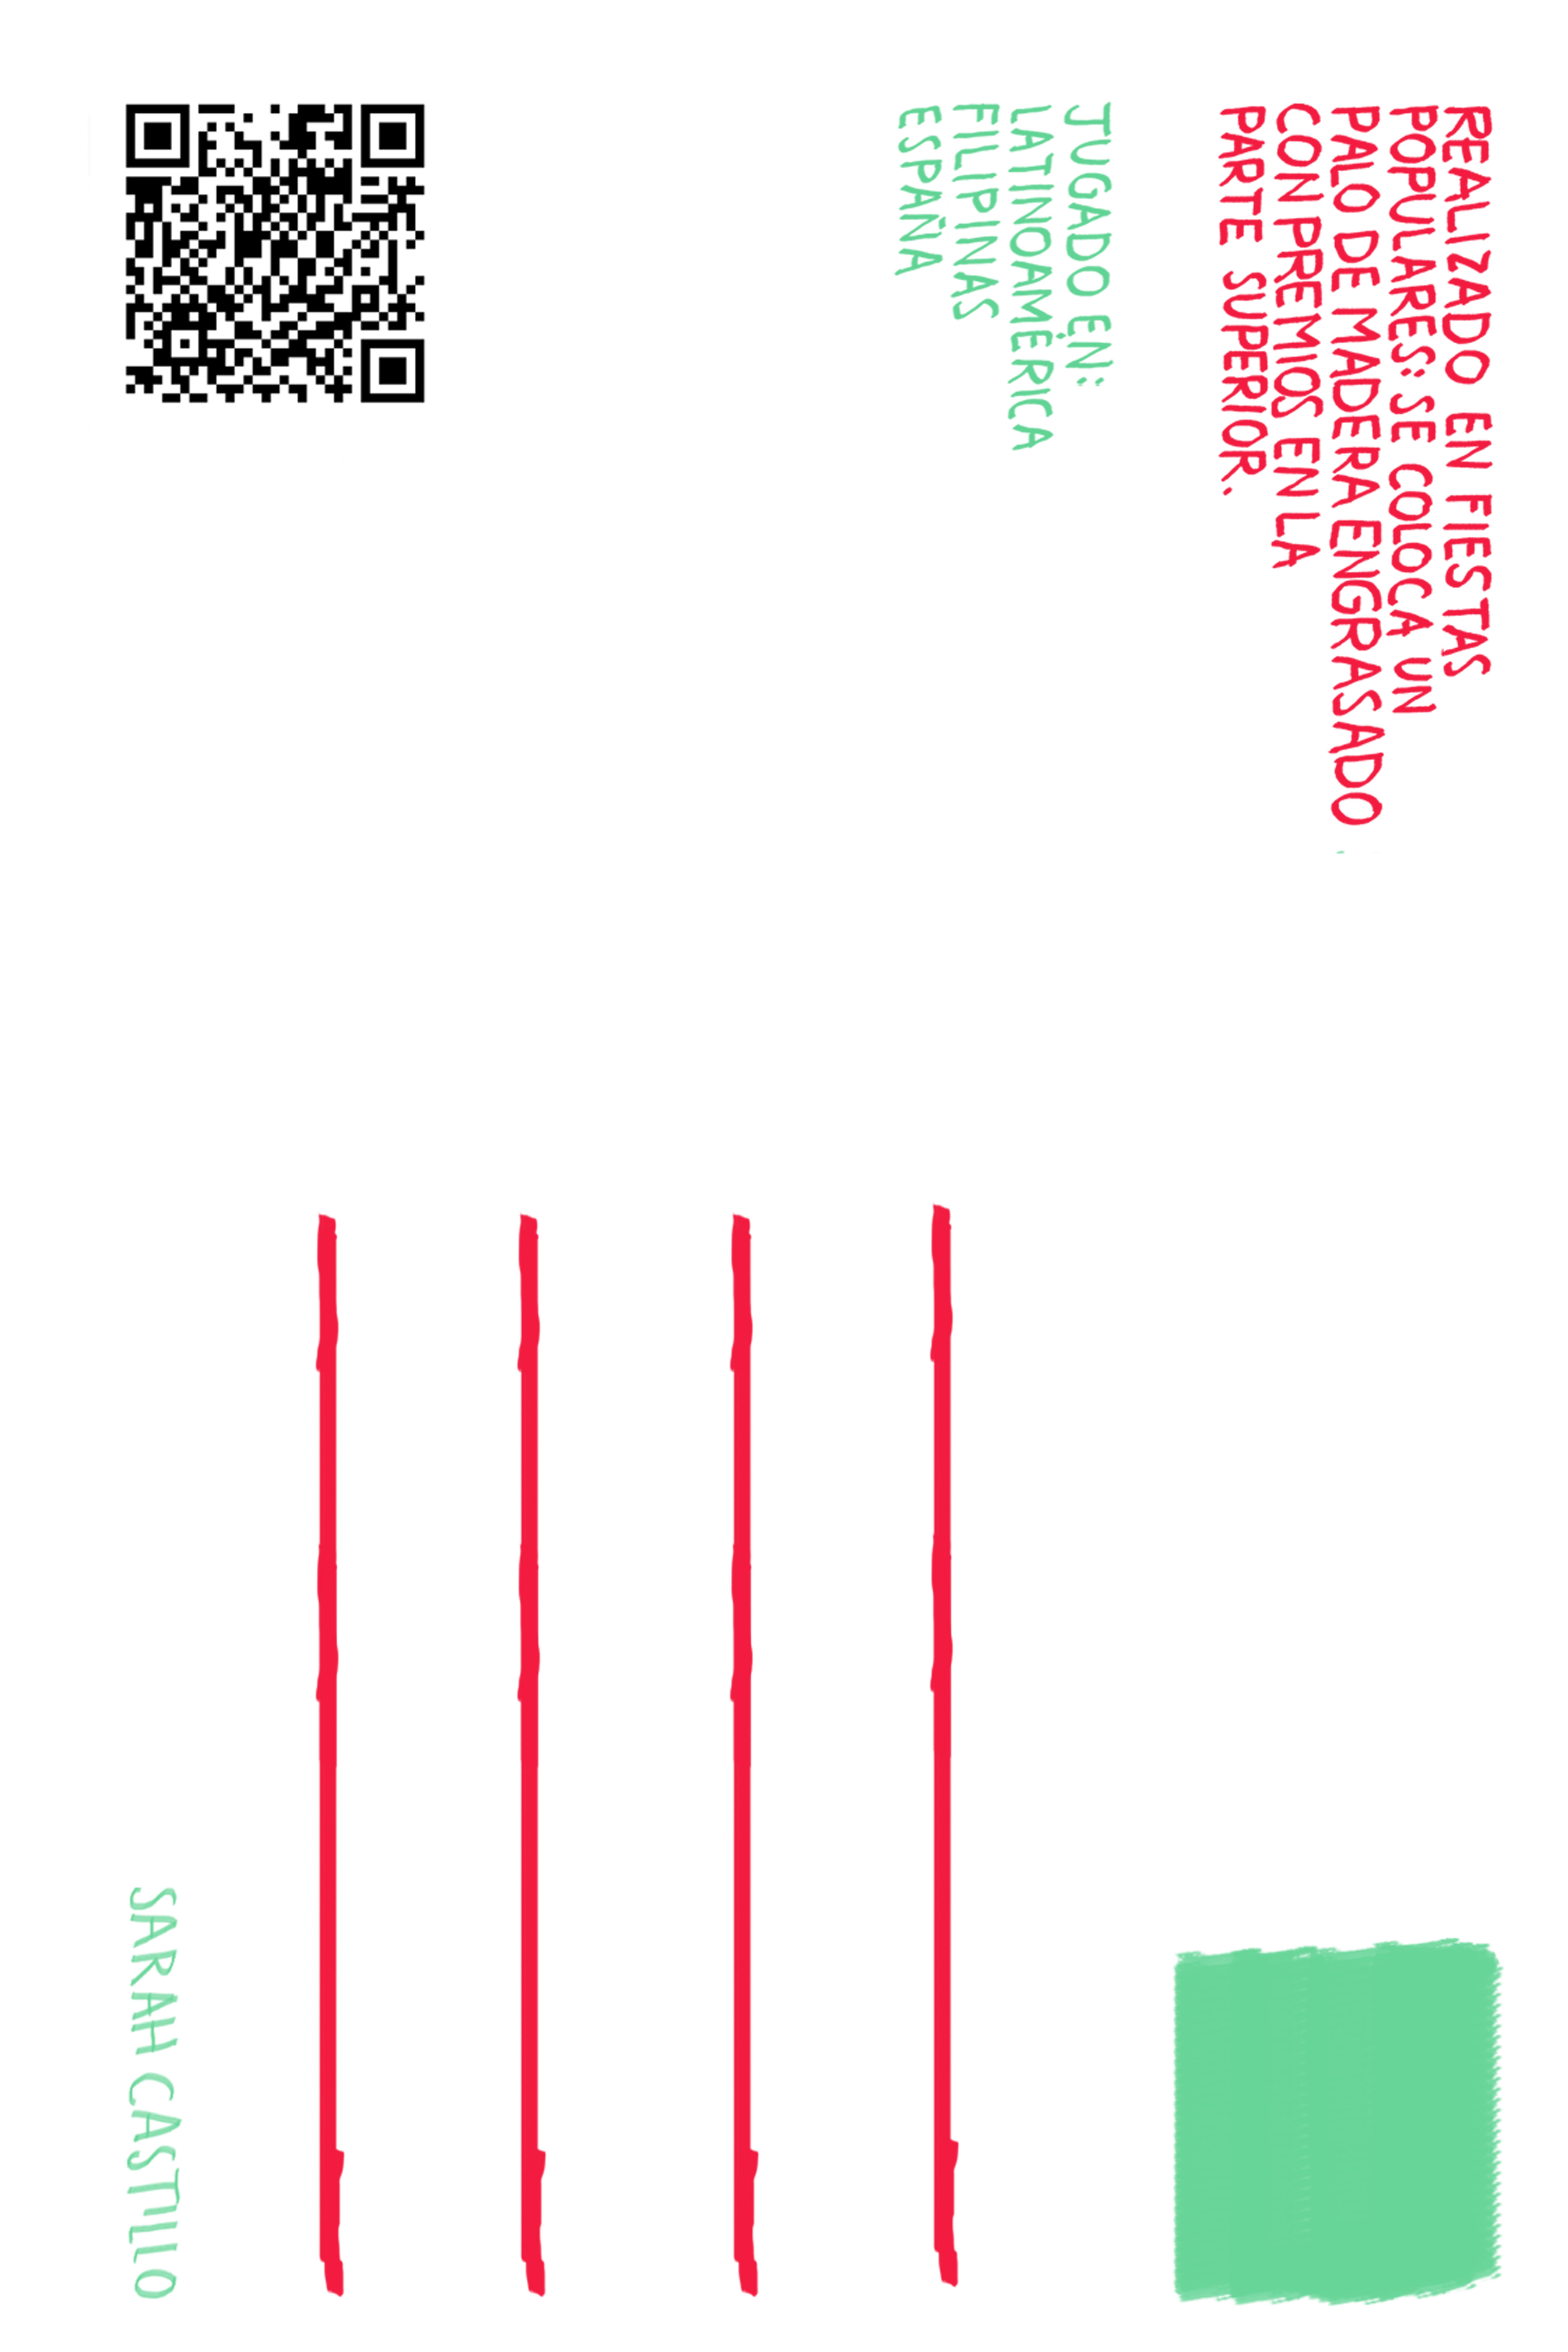 REALIZADO EN FIESTAS
POPULARES: SE COLOCA UN
PALO DE MADERA ENGRASADO
CON PREMIOS EN LA
PARTE SUPERIOR.
JUGADO EN:
LATINOAMÉRICA
FILIPINAS
ESPAÑA
SARAH CASTILLO